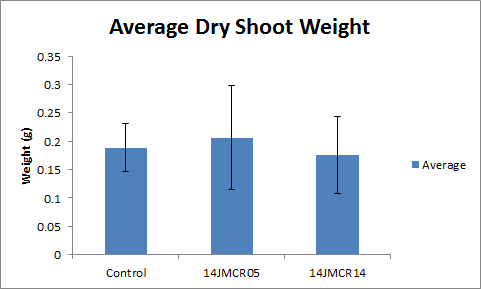 Average Dry Shoot Weight
Weight (g)
0.35
0.3
0.25
0.2
0.15
0.1
0.05
0
Control
14JMCR05
14JMCR14
Average